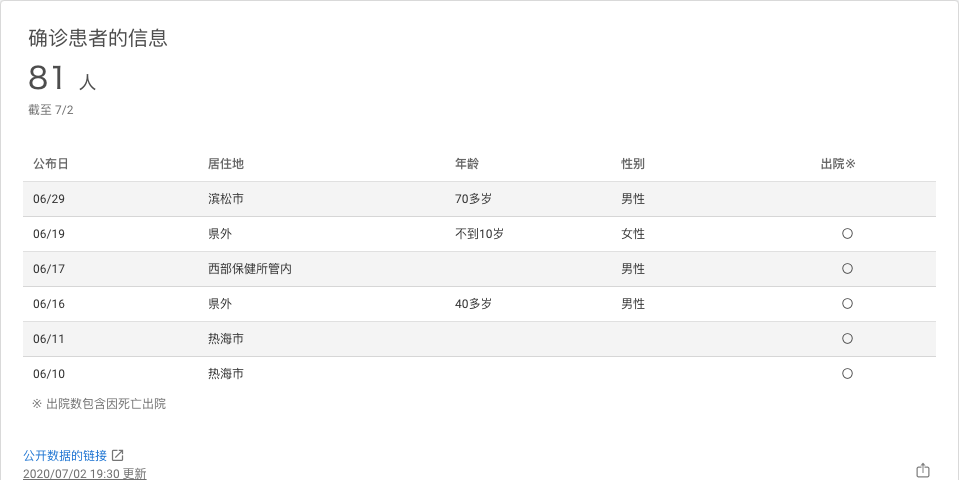 确诊患者的信息
81 人
截至 7/2
公布日 居住地 年龄 性别 出院※
06/29 滨松市 70多岁 男性
06/19 県外 不到10岁 女性 〇
06/17 西部保健所管内 男性 〇
06/16 県外 40多岁 男性 〇
06/11 热海市 〇
06/10 热海市 〇
※ 出院数包含因死亡出院
公开数据的链接
2020/07/02 19:30 更新